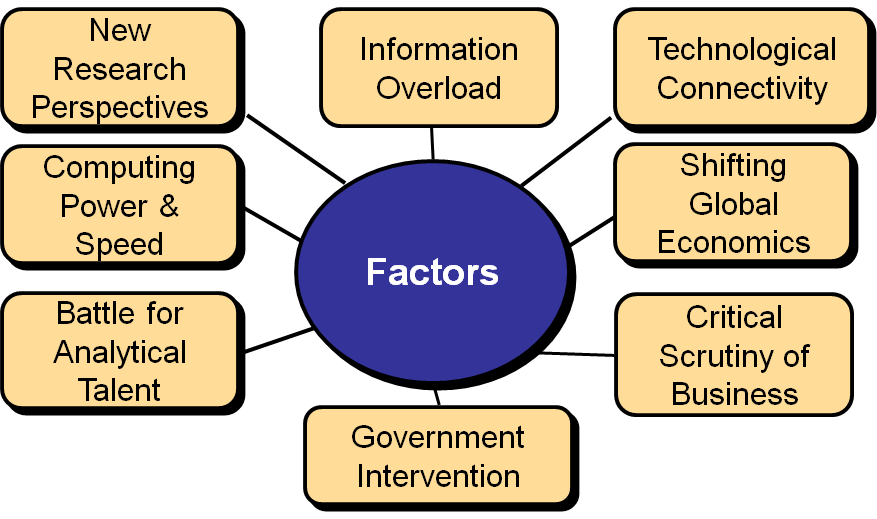 New
Research
Perspectives
Information
Overload
Technological
Connectivity
Computing
Power &
Speed
Shifting
Global
Economics
Factors
Battle for
Analytical
Talent
Critical
Scrutiny of
Business
Government
Intervention